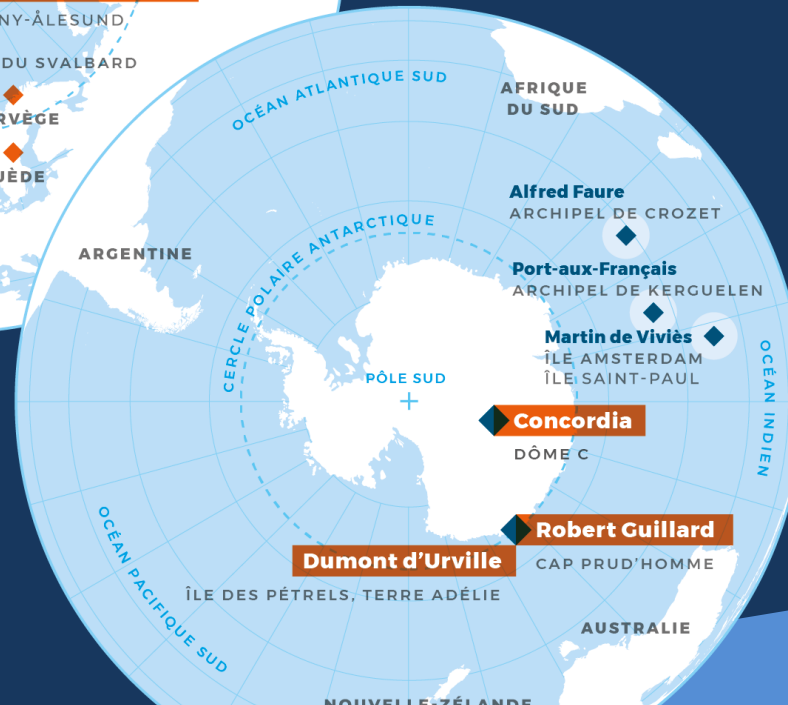 NY-ÅLESUND
DU SVALBARD
OCÉAN ATLANTIQUE SUD
AFRIQUE
DU SUD
Alfred Faure
ARCHIPEL DE CROZET
CERCLE POLAIRE ANTARCTIQUE
ARGENTINE
Port-aux-Français
ARCHIPEL DE KERGUELEN
Martin de Viviès
ÎLE AMSTERDAM
ÎLE SAINT-PAUL
OCÉAN INDIEN
PÔLE SUD
Concordia
DÔME C
Robert Guillard
CAP PRUD'HOMME
Dumont d'Urville
ÎLE DES PÉTRELS, TERRE ADÉLIE
OCÉAN PACIFIQUE SUD
AUSTRALIE
NOUVELLE-ZÉLANDE